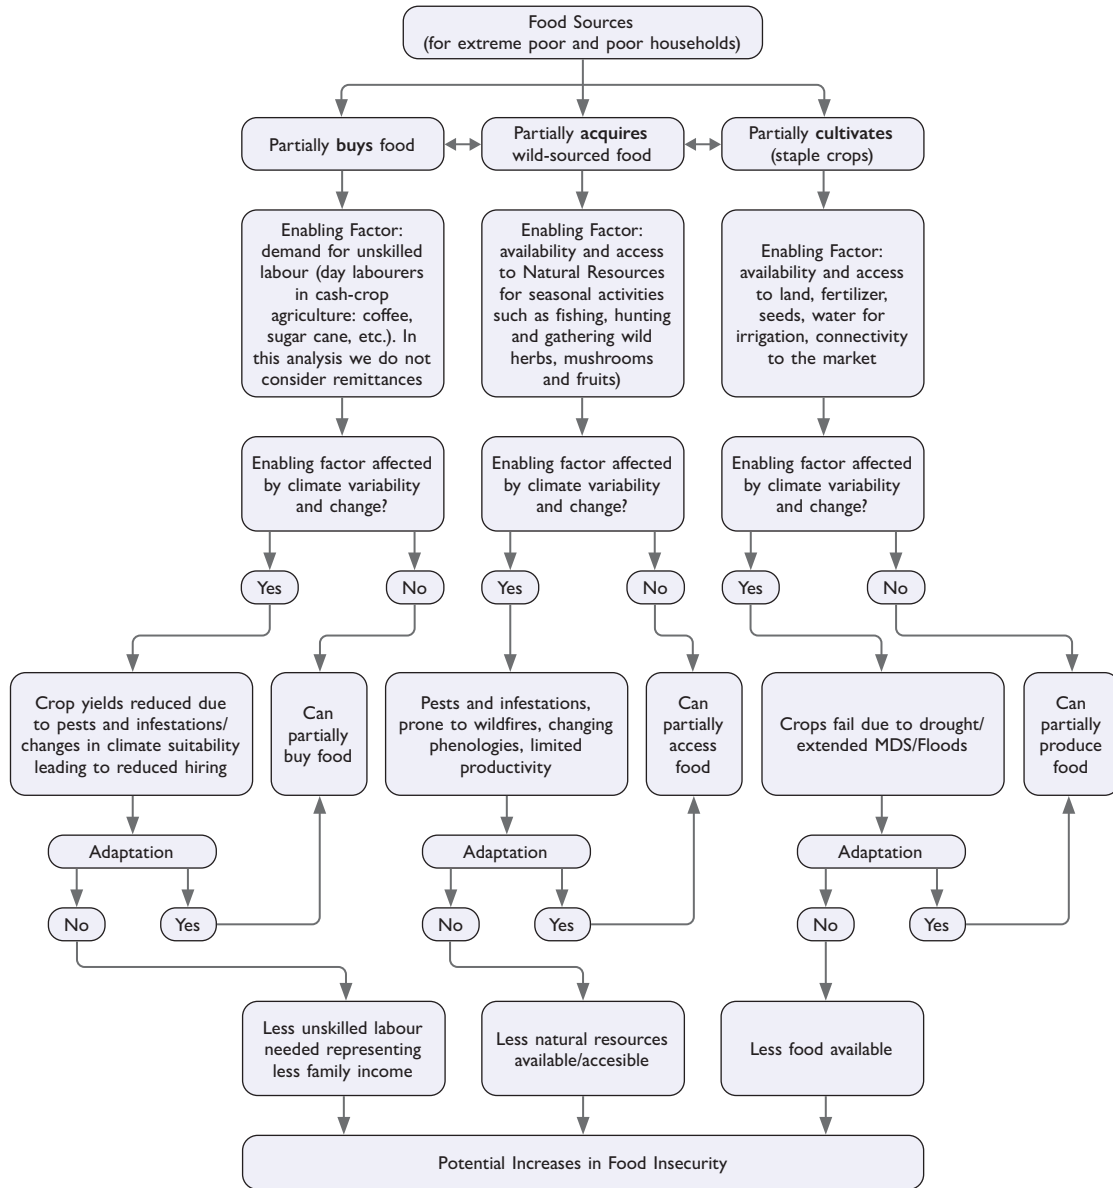 Food Sources
(for extreme poor and poor households)
Partially buys food
Partially acquires
wild-sourced food
Partially cultivates
(staple crops)
Enabling Factor:
demand for unskilled
labour (day labourers
in cash-crop
agriculture: coffee,
sugar cane, etc.). In
this analysis we do not
consider remittances
Enabling Factor:
availability and access
to Natural Resources
for seasonal activities
such as fishing, hunting
and gathering wild
herbs, mushrooms
and fruits)
Enabling Factor:
availability and access
to land, fertilizer,
seeds, water for
irrigation, connectivity
to the market
Enabling factor affected
by climate variability
and change?
Enabling factor affected
by climate variability
and change?
Enabling factor affected
by climate variability
and change?
Yes
No
Yes
No
Yes
No
Crop yields reduced due
to pests and infestations/
changes in climate suitability
leading to reduced hiring
Can
partially
buy food
Pests and infestations,
prone to wildfires, changing
phenologies, limited
productivity
Can
partially
access
food
Crops fail due to drought/
extended MDS/Floods
Can
partially
produce
food
Adaptation
Adaptation
Adaptation
No
Yes
No
Yes
No
Yes
Less unskilled labour
needed representing
less family income
Less natural resources
available/accesible
Less food available
Potential Increases in Food Insecurity